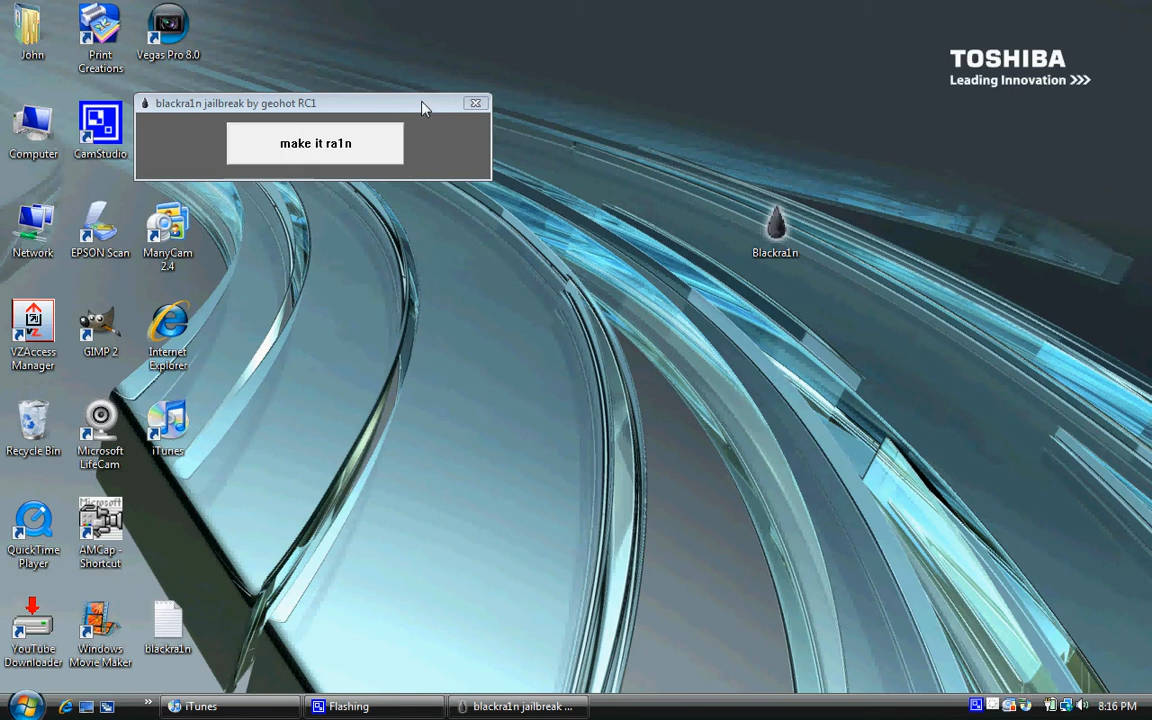 John
Print
Creations
Vegas Pro 8.0
TOSHIBA
Leading Innovation >>>
blackra1n jailbreak by geohot RC1
make it ra1n
Computer
CamStudio
Network
EPSON Scan
ManyCam
2.4
Blackra1n
VZAccess
Manager
GIMP 2
Internet
Explorer
Recycle Bin
Microsoft
LifeCam
iTunes
QuickTime
Player
Microsoft
AMCap -
Shortcut
YouTube
Downloader
Windows
Movie Maker
blackra1n
iTunes
Flashing
blackra1n jailbreak ...
8:16 PM